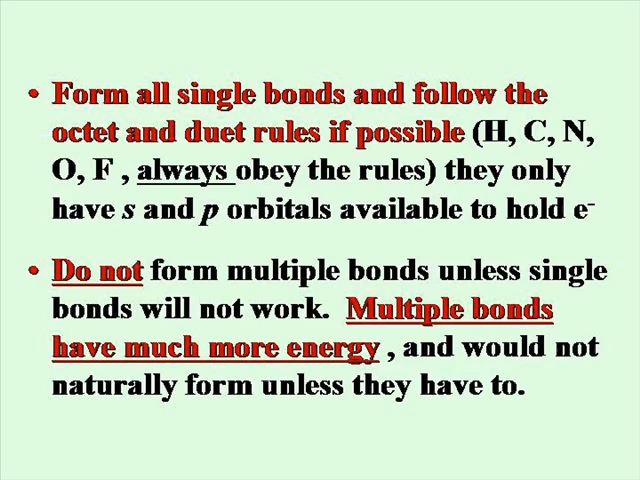 • Form all single bonds and follow the
octet and duet rules if possible (H, C, N,
O, F , always obey the rules) they only
have s and p orbitals available to hold e-
• Do not form multiple bonds unless single
bonds will not work. Multiple bonds
have much more energy , and would not
naturally form unless they have to.